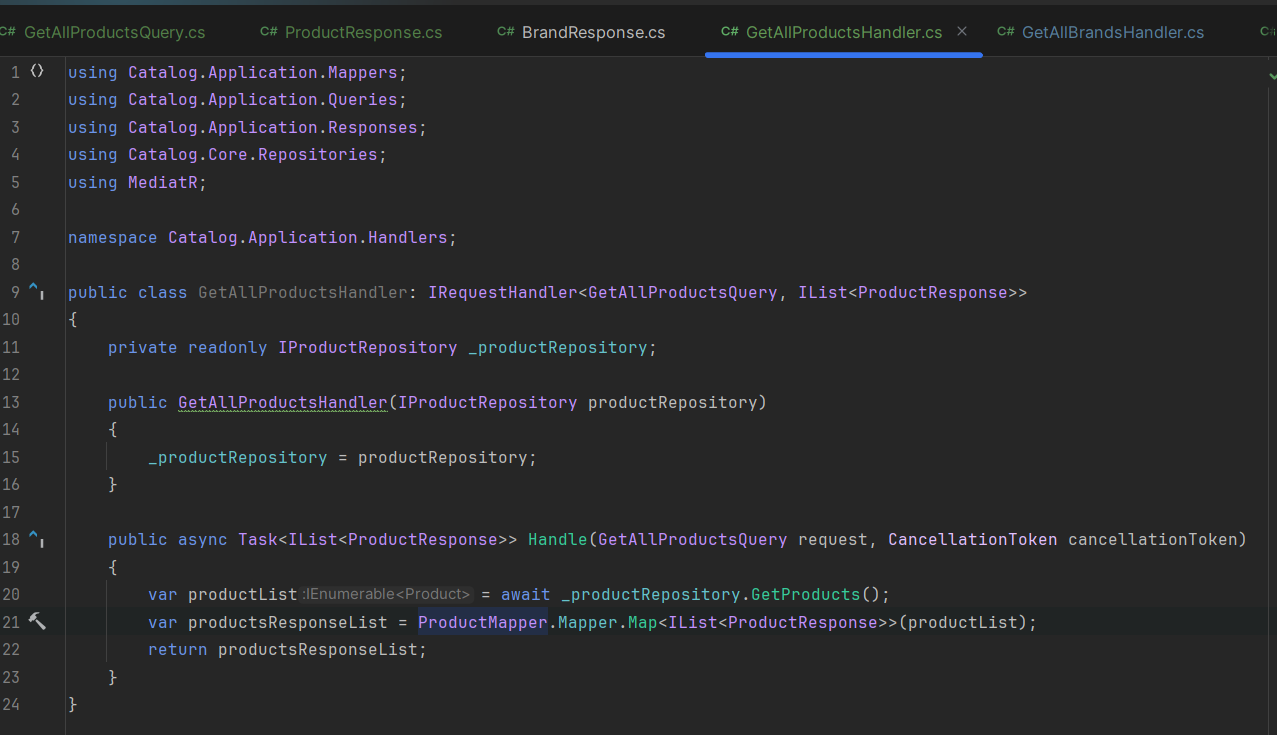 C# GetAllProductsQuery.cs C# ProductResponse.cs C# BrandResponse.cs C# GetAllProductsHandler.cs × C# GetAllBrandsHandler.cs C#
1 using Catalog.Application.Mappers;
2 using Catalog.Application.Queries;
3 using Catalog.Application.Responses;
4 using Catalog.Core.Repositories;
5 using MediatR;
6
7 namespace Catalog.Application.Handlers;
8
9 public class GetAllProductsHandler: IRequestHandler<GetAllProductsQuery, IList<ProductResponse>>
10 {
11     private readonly IProductRepository _productRepository;
12
13     public GetAllProductsHandler(IProductRepository productRepository)
14     {
15         _productRepository = productRepository;
16     }
17
18     public async Task<IList<ProductResponse>> Handle(GetAllProductsQuery request, CancellationToken cancellationToken)
19     {
20         var productList :IEnumerable<Product> = await _productRepository.GetProducts();
21         var productsResponseList = ProductMapper.Mapper.Map<IList<ProductResponse>>(productList);
22         return productsResponseList;
23     }
24 }